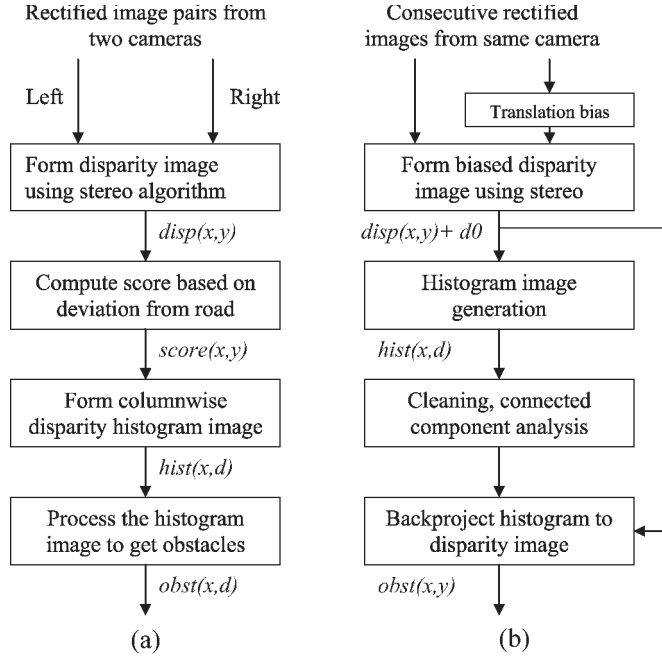 Rectified image pairs from
two cameras
Left
Right
Form disparity image
using stereo algorithm
disp(x,y)
Compute score based on
deviation from road
score(x,y)
Form columnwise
disparity histogram image
hist(x,d)
Process the histogram
image to get obstacles
obst(x,d)
(a)
Consecutive rectified
images from same camera
Translation bias
Form biased disparity
image using stereo
disp(x,y)+ d0
Histogram image
generation
hist(x,d)
Cleaning, connected
component analysis
Backproject histogram to
disparity image
obst(x,y)
(b)